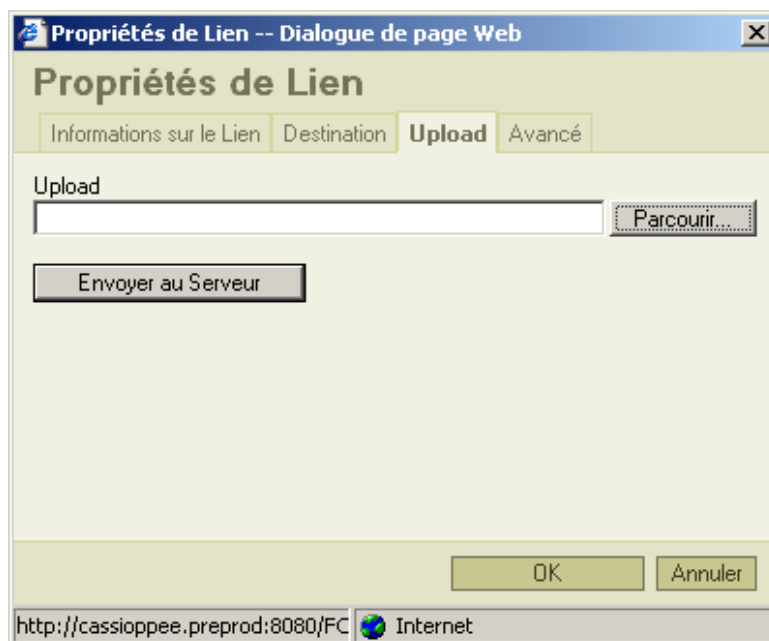 Propriétés de Lien -- Dialogue de page Web
Propriétés de Lien
Informations sur le Lien Destination Upload Avancé
Upload
Parcourir...
Envoyer au Serveur
OK Annuler
http://cassioppee.preprod:8080/FC Internet